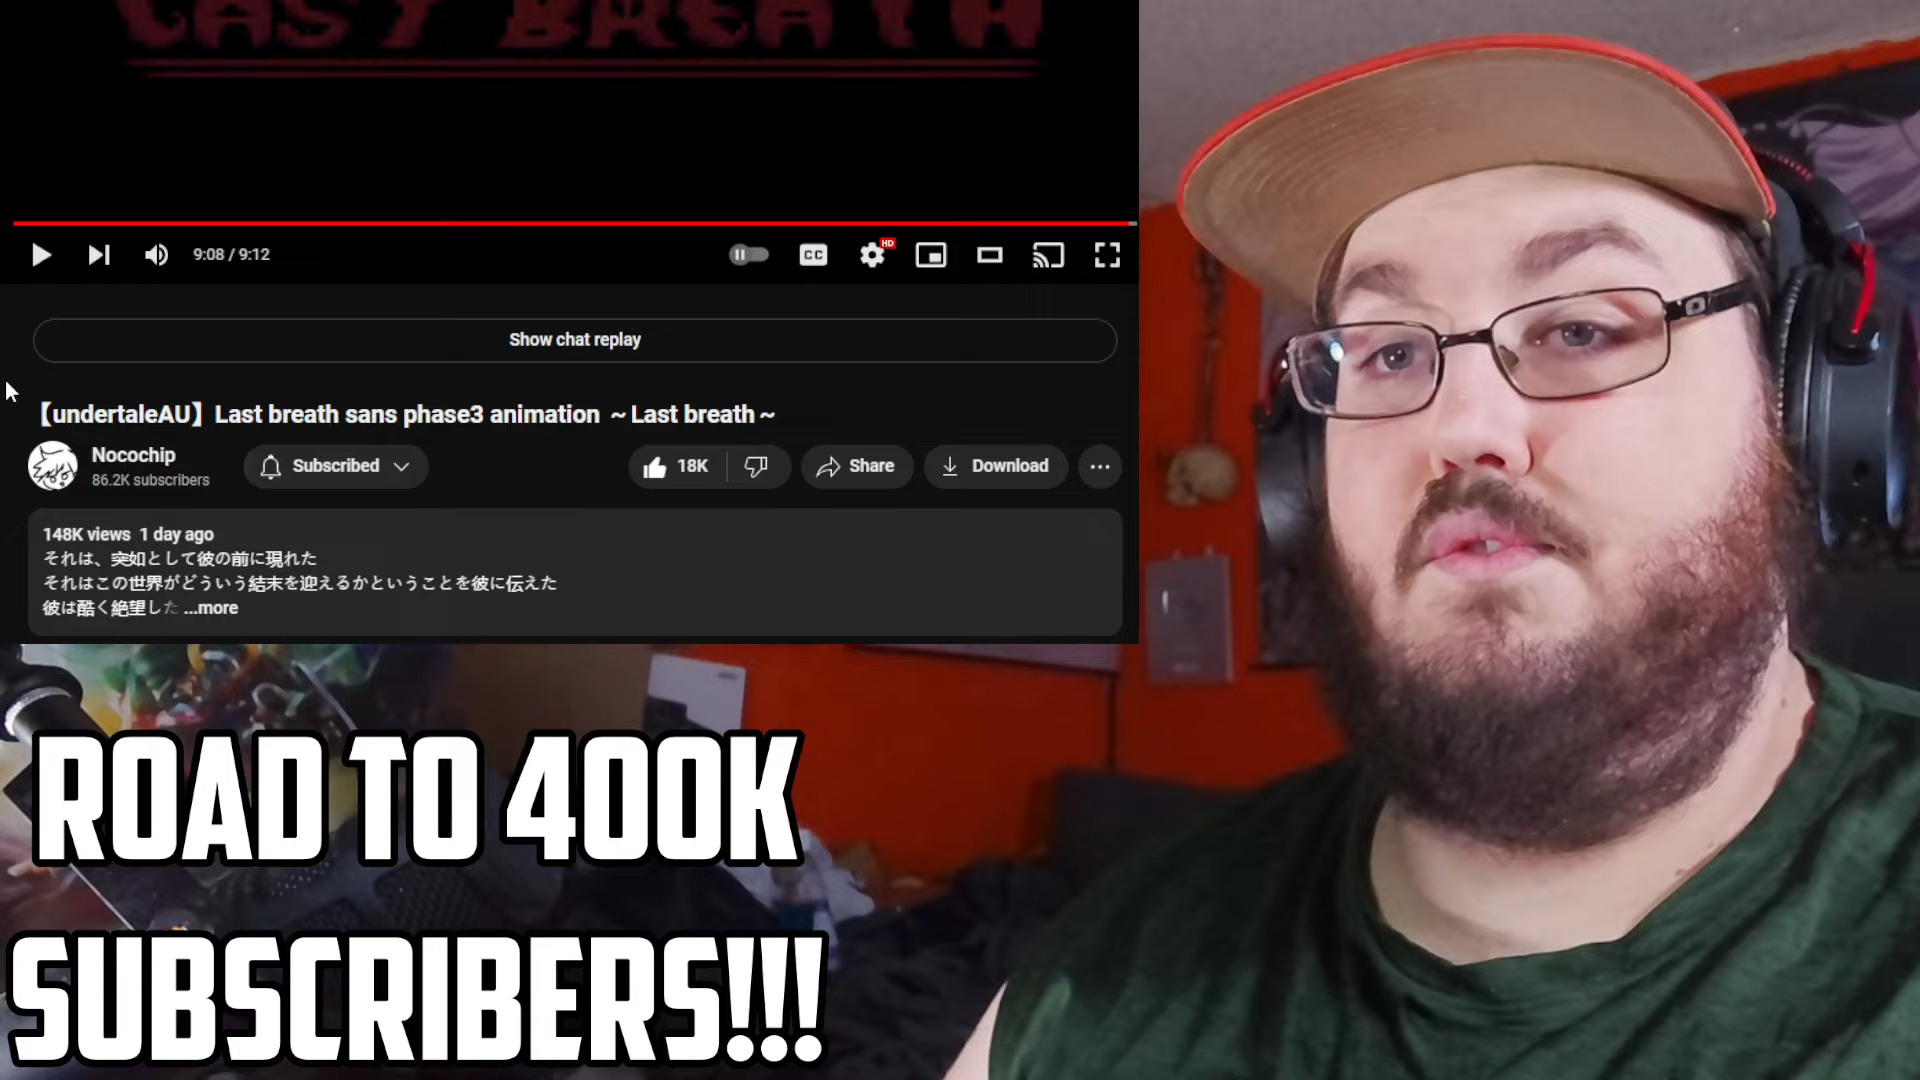 LAST BREATH
9:08 / 9:12
CC
HD
Show chat replay
【undertaleAU】Last breath sans phase3 animation ～Last breath～
Nocochip
86.2K subscribers
Subscribed
18K
Share
Download
148K views 1 day ago
それは、突如として彼の前に現れた
それはこの世界がどういう結末を迎えるかということを彼に伝えた
彼は酷く絶望した ...more
ROAD TO 400K
SUBSCRIBERS!!!